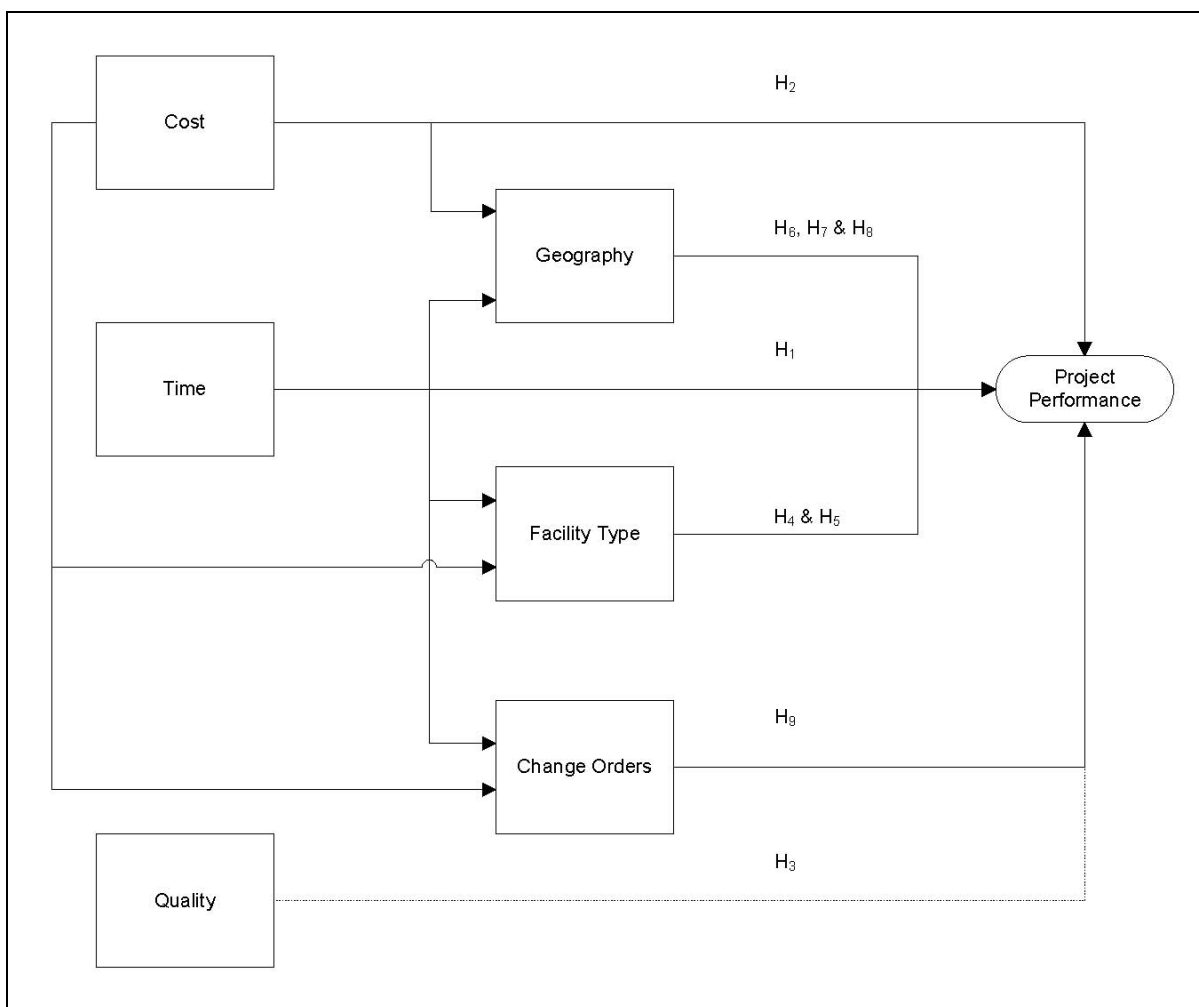 H₂
Cost
H₆, H₇ & H₈
Geography
H₁
Time
Project
Performance
H₄ & H₅
Facility Type
H₉
Change Orders
H₃
Quality